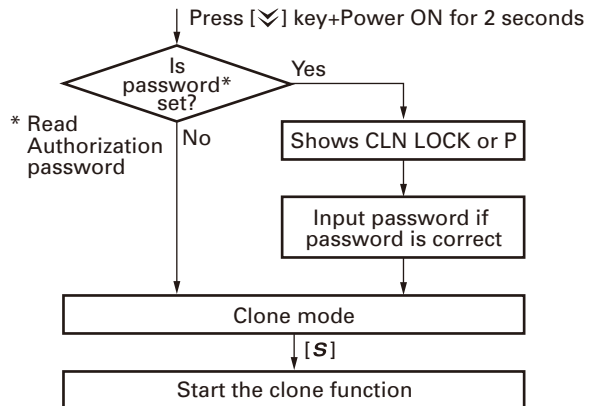 Press [⨈] key+Power ON for 2 seconds
Is
password*
set?
Yes
* Read
Authorization
password
No
Shows CLN LOCK or P
Input password if
password is correct
Clone mode
[S]
Start the clone function